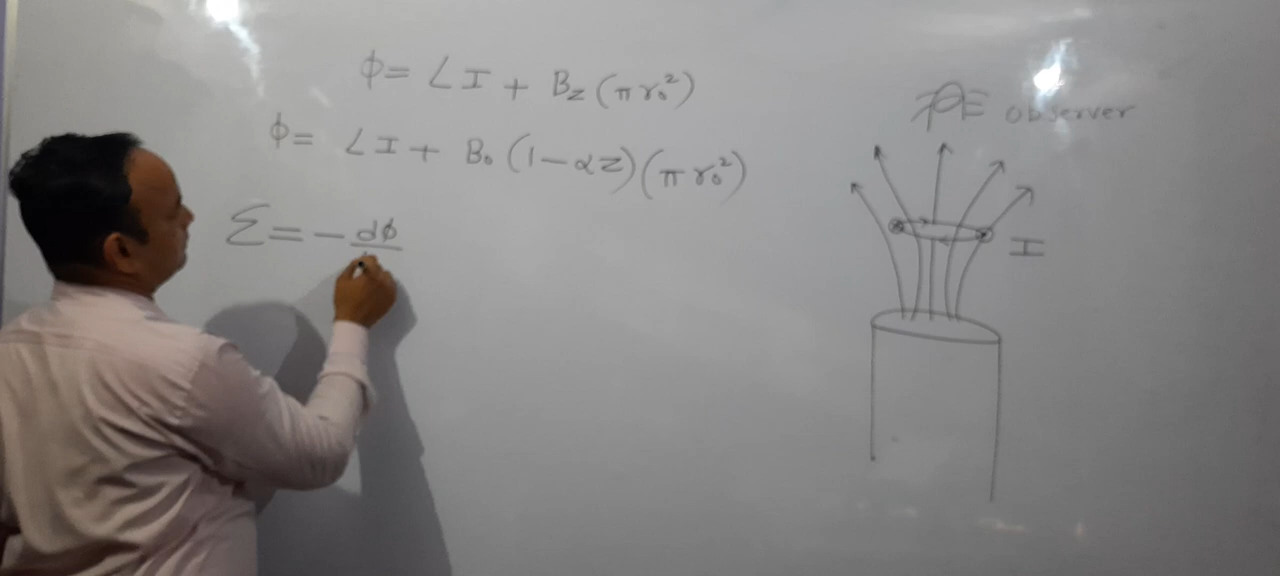 ϕ = LI + B_z (πr₀²)
ϕ = LI + B₀ (1 - αz) (πr₀²)
Ɛ = - dϕ
observer
I